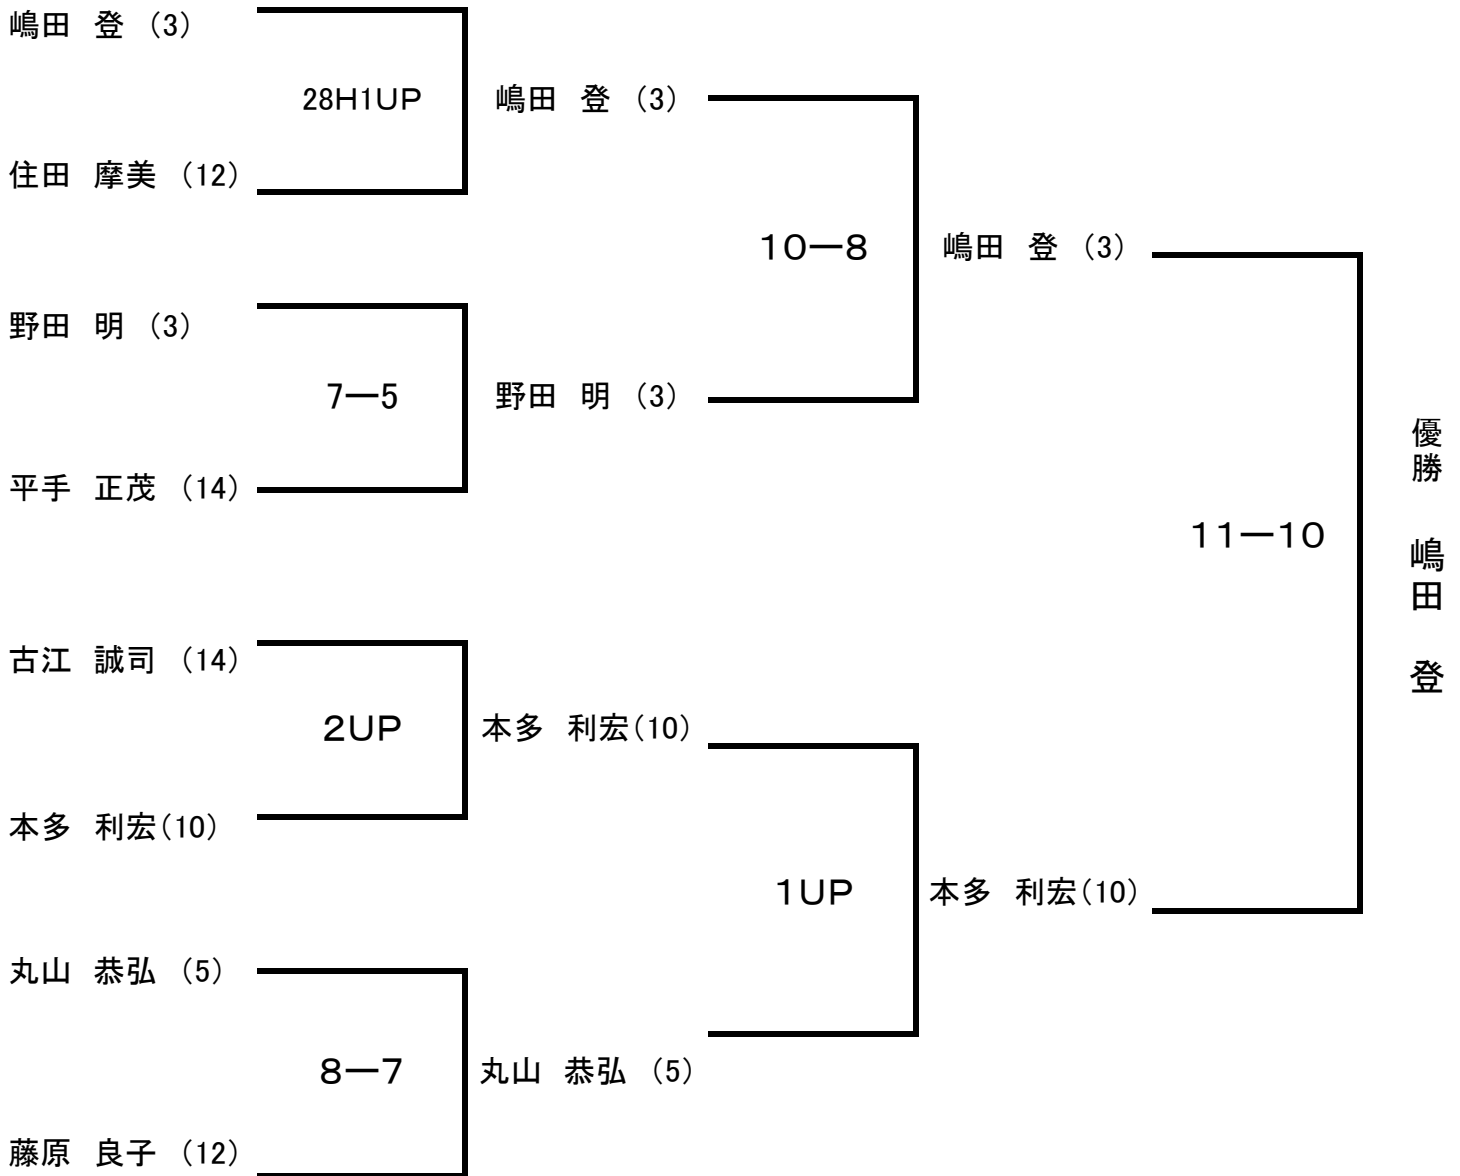 嶋田　登　（3）
28H1UP
嶋田　登　（3）
住田　摩美　（12）
10ー8
嶋田　登　（3）
野田　明　（3）
7ー5
野田　明　（3）
平手　正茂　（14）
11ー10
優勝　嶋田　登
古江　誠司　（14）
2UP
本多　利宏（10）
本多　利宏（10）
1UP
本多　利宏（10）
丸山　恭弘　（5）
8ー7
丸山　恭弘　（5）
藤原　良子　（12）